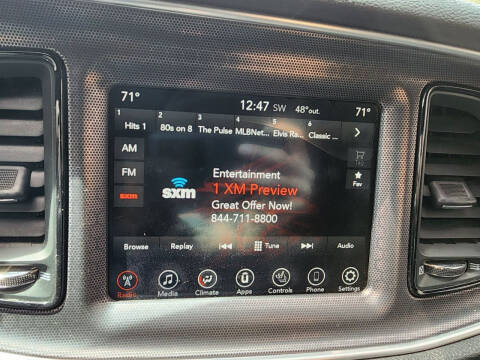 71° 12:47 SW 48°out. 71°
1 2 3 4 5 6
Hits 1 80s on 8 The Pulse MLBNet... Elvis Ra... Classic ...
AM
FM
sxm
sxm
Entertainment
1 XM Preview
Great Offer Now!
844-711-8800
Fav
Browse Replay Tune Audio
Radio Media Climate Apps Controls Phone Settings